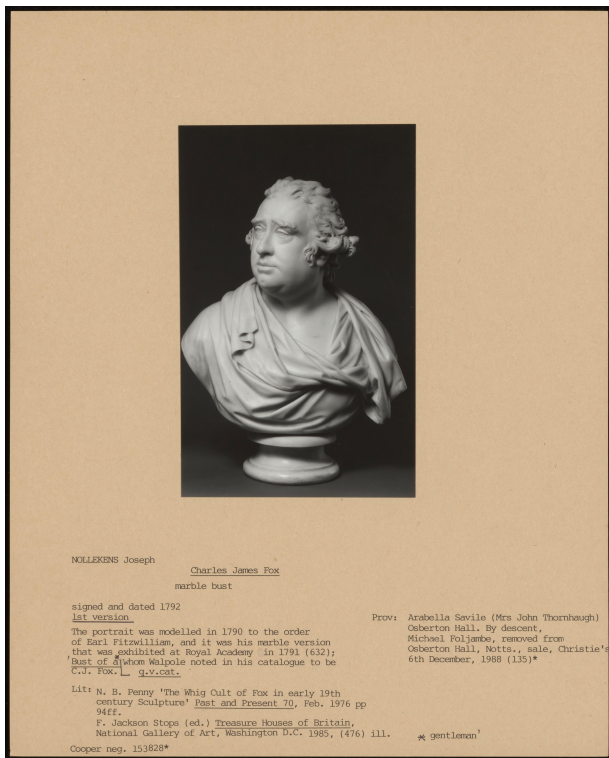 NOLLEKENS Joseph
Charles James Fox
marble bust
signed and dated 1792
1st version
The portrait was modelled in 1790 to the order
of Earl Fitzwilliam, and it was his marble version
that was exhibited at Royal Academy in 1791 (632);
'Bust of a* whom Walpole noted in his catalogue to be
C.J. Fox. q.v.cat.
Prov: Arabella Savile (Mrs John Thornhaugh)
Osberton Hall. By descent,
Michael Foljambe, removed from
Osberton Hall, Notts., sale, Christie's
6th December, 1988 (135)*
Lit: N. B. Penny 'The Whig Cult of Fox in early 19th
century Sculpture' Past and Present 70, Feb. 1976 pp
94ff.
F. Jackson Stops (ed.) Treasure Houses of Britain,
National Gallery of Art, Washington D.C. 1985, (476) ill.
* gentleman'
Cooper neg. 153828*